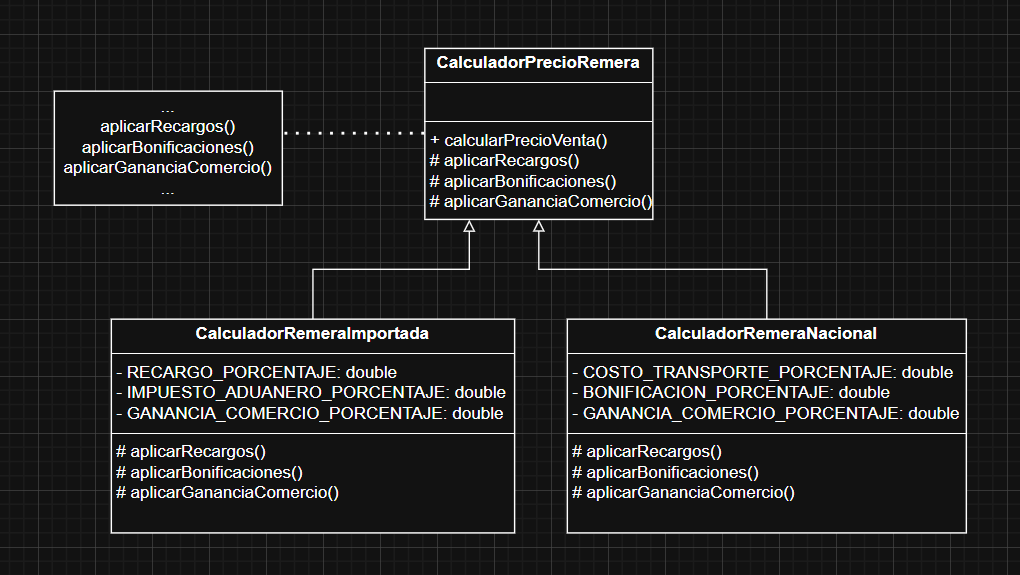 CalculadorPrecioRemera
...
aplicarRecargos()
aplicarBonificaciones()
aplicarGananciaComercio()
...
+ calcularPrecioVenta()
# aplicarRecargos()
# aplicarBonificaciones()
# aplicarGananciaComercio()
CalculadorRemeraImportada
- RECARGO_PORCENTAJE: double
- IMPUESTO_ADUANERO_PORCENTAJE: double
- GANANCIA_COMERCIO_PORCENTAJE: double
# aplicarRecargos()
# aplicarBonificaciones()
# aplicarGananciaComercio()
CalculadorRemeraNacional
- COSTO_TRANSPORTE_PORCENTAJE: double
- BONIFICACION_PORCENTAJE: double
- GANANCIA_COMERCIO_PORCENTAJE: double
# aplicarRecargos()
# aplicarBonificaciones()
# aplicarGananciaComercio()